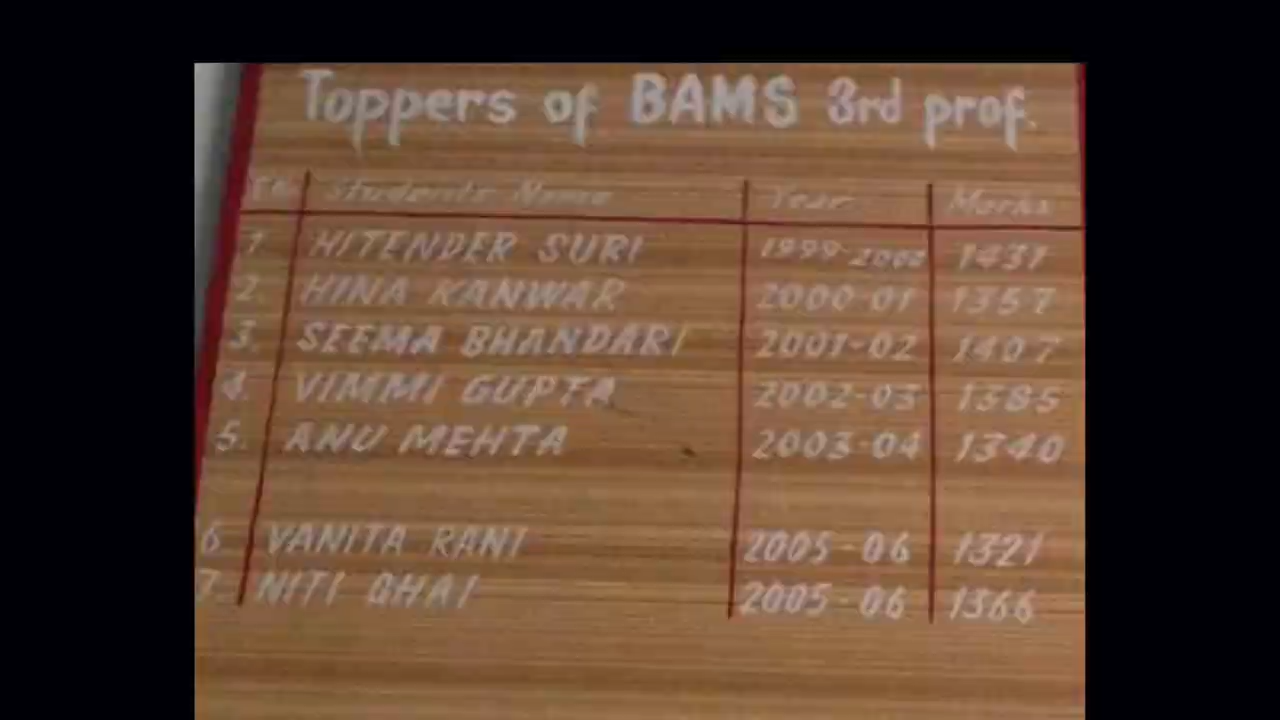 Toppers of BAMS 3rd prof.
Student's Name Year Marks
1. HITENDER SURI 1999-2000 1431
2. HINA KANWAR 2000-01 1357
3. SEEMA BHANDARI 2001-02 1407
4. VIMMI GUPTA 2002-03 1385
5. ANU MEHTA 2003-04 1340
6 VANITA RANI 2005-06 1321
7. NITI GHAI 2005-06 1366